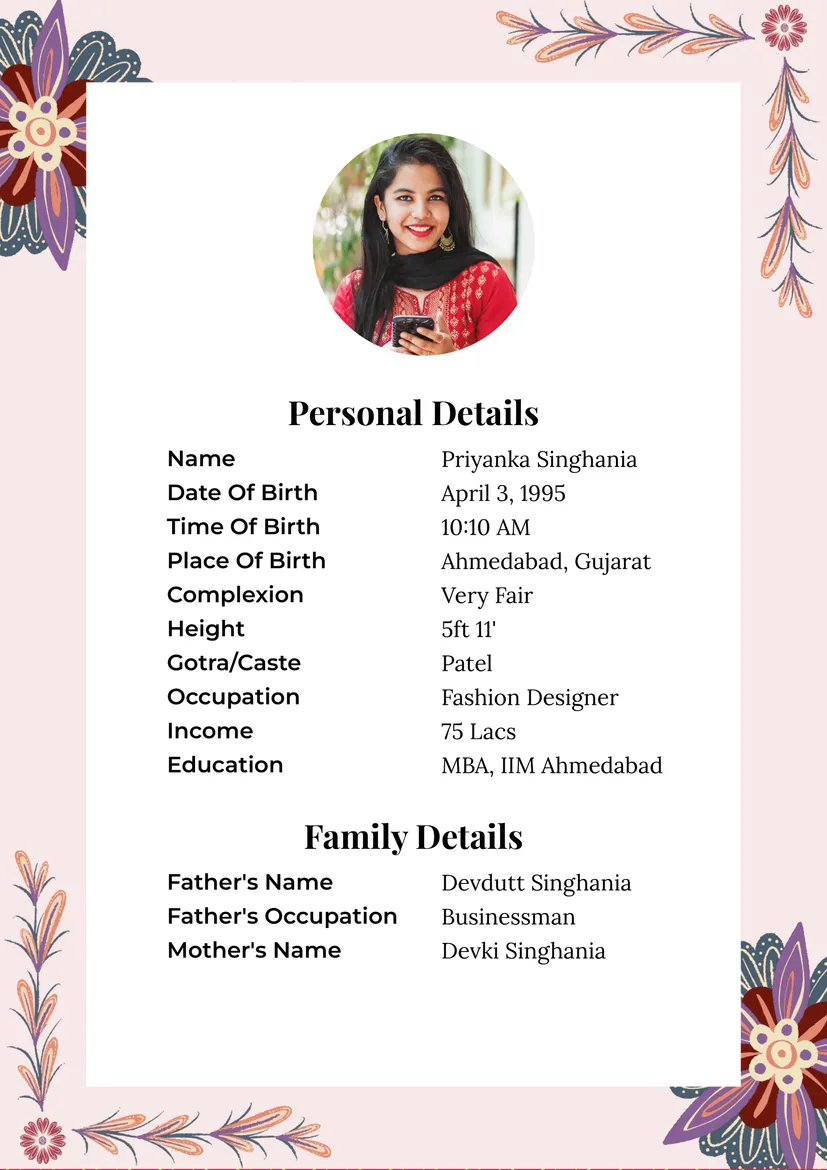 Personal Details
Name Priyanka Singhania
Date Of Birth April 3, 1995
Time Of Birth 10:10 AM
Place Of Birth Ahmedabad, Gujarat
Complexion Very Fair
Height 5ft 11'
Gotra/Caste Patel
Occupation Fashion Designer
Income 75 Lacs
Education MBA, IIM Ahmedabad
Family Details
Father's Name Devdutt Singhania
Father's Occupation Businessman
Mother's Name Devki Singhania